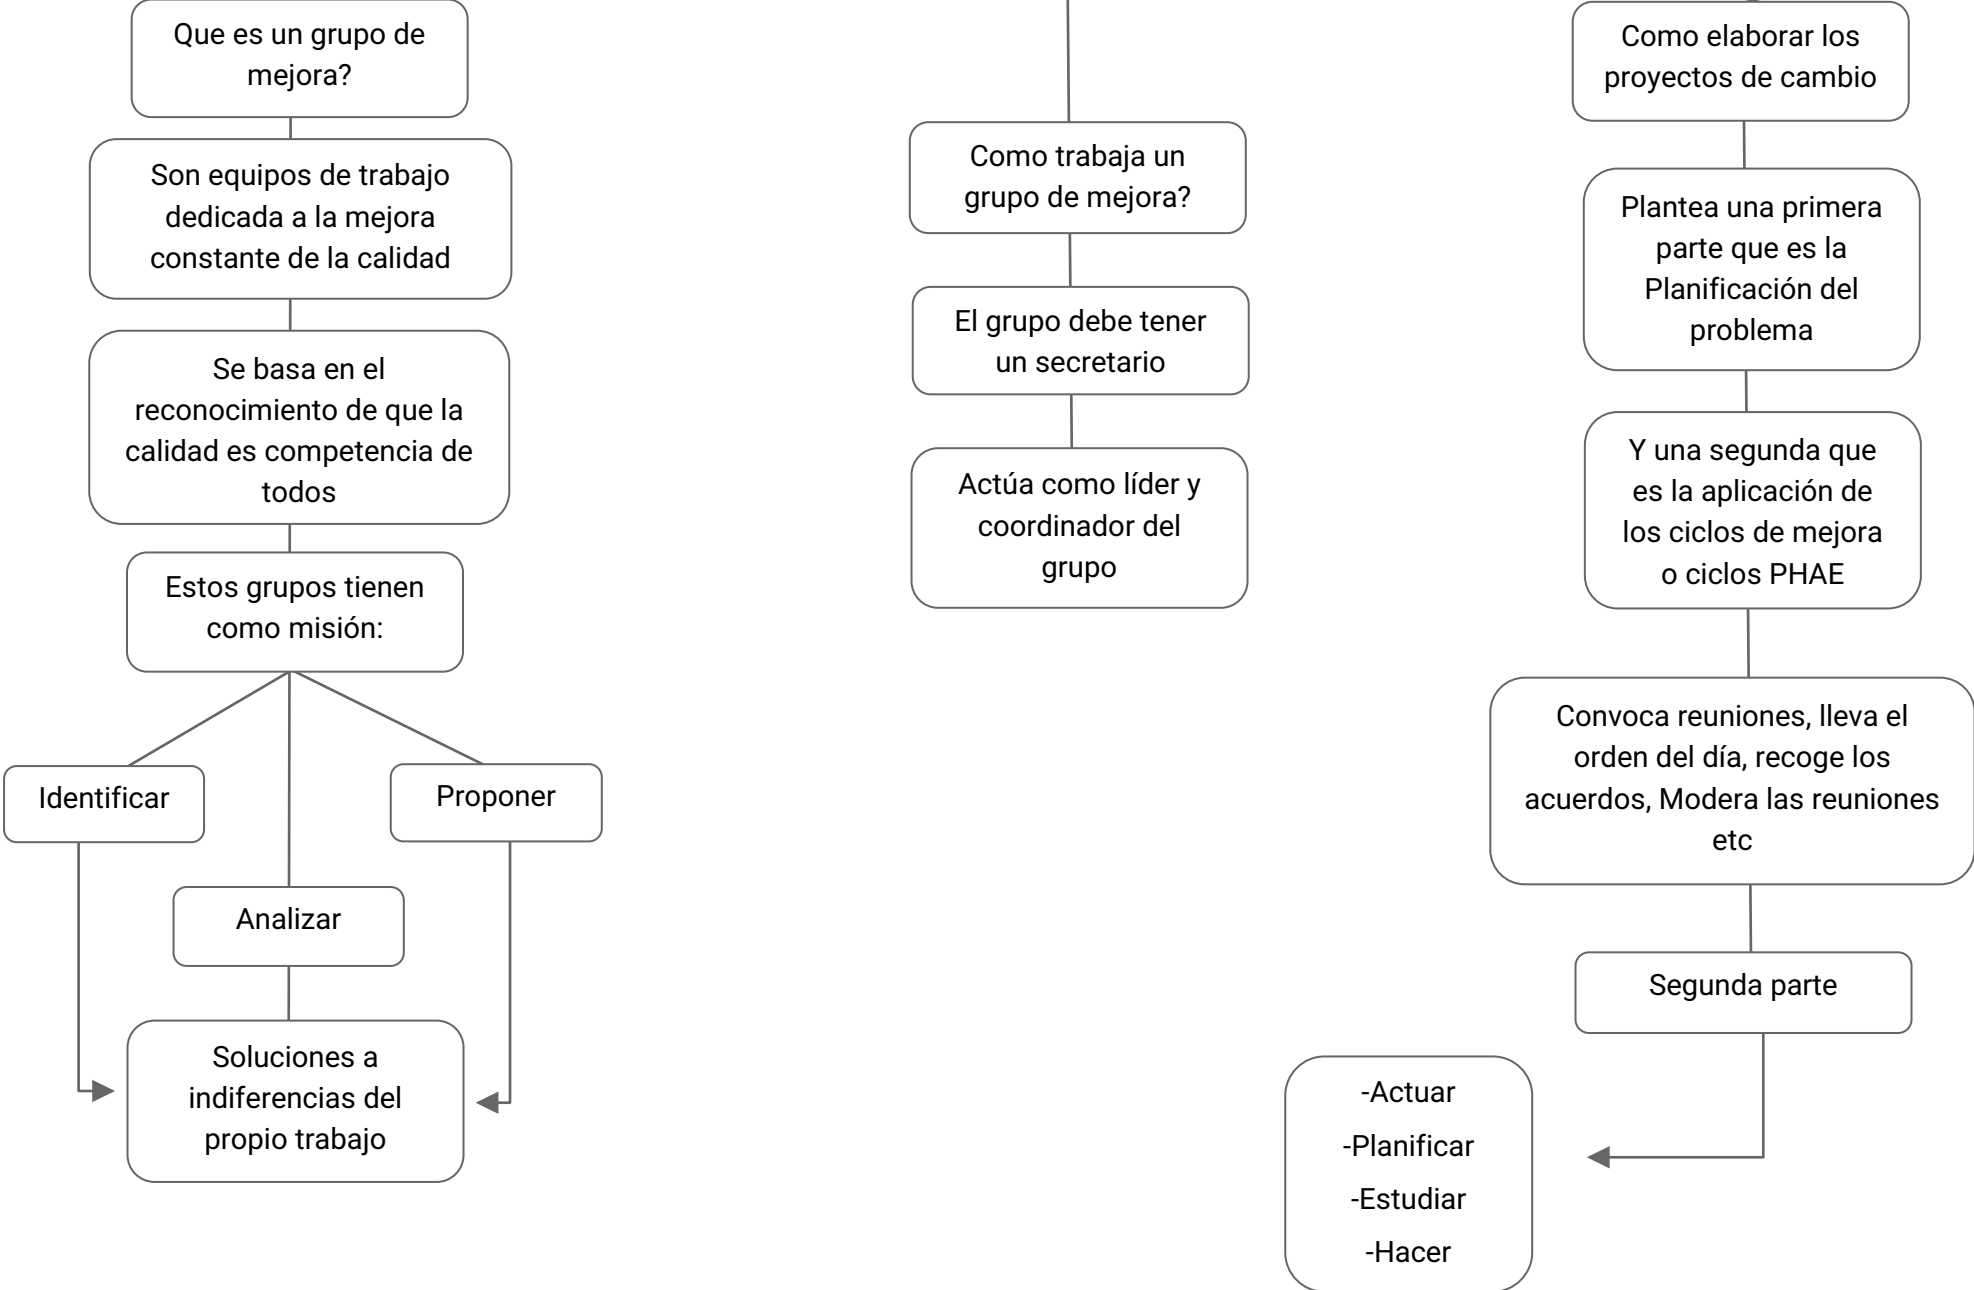 Que es un grupo de
mejora?
Son equipos de trabajo
dedicada a la mejora
constante de la calidad
Se basa en el
reconocimiento de que la
calidad es competencia de
todos
Estos grupos tienen
como misión:
Identificar
Proponer
Analizar
Soluciones a
indiferencias del
propio trabajo
Como trabaja un
grupo de mejora?
El grupo debe tener
un secretario
Actúa como líder y
coordinador del
grupo
Como elaborar los
proyectos de cambio
Plantea una primera
parte que es la
Planificación del
problema
Y una segunda que
es la aplicación de
los ciclos de mejora
o ciclos PHAE
Convoca reuniones, lleva el
orden del día, recoge los
acuerdos, Modera las reuniones
etc
Segunda parte
-Actuar
-Planificar
-Estudiar
-Hacer